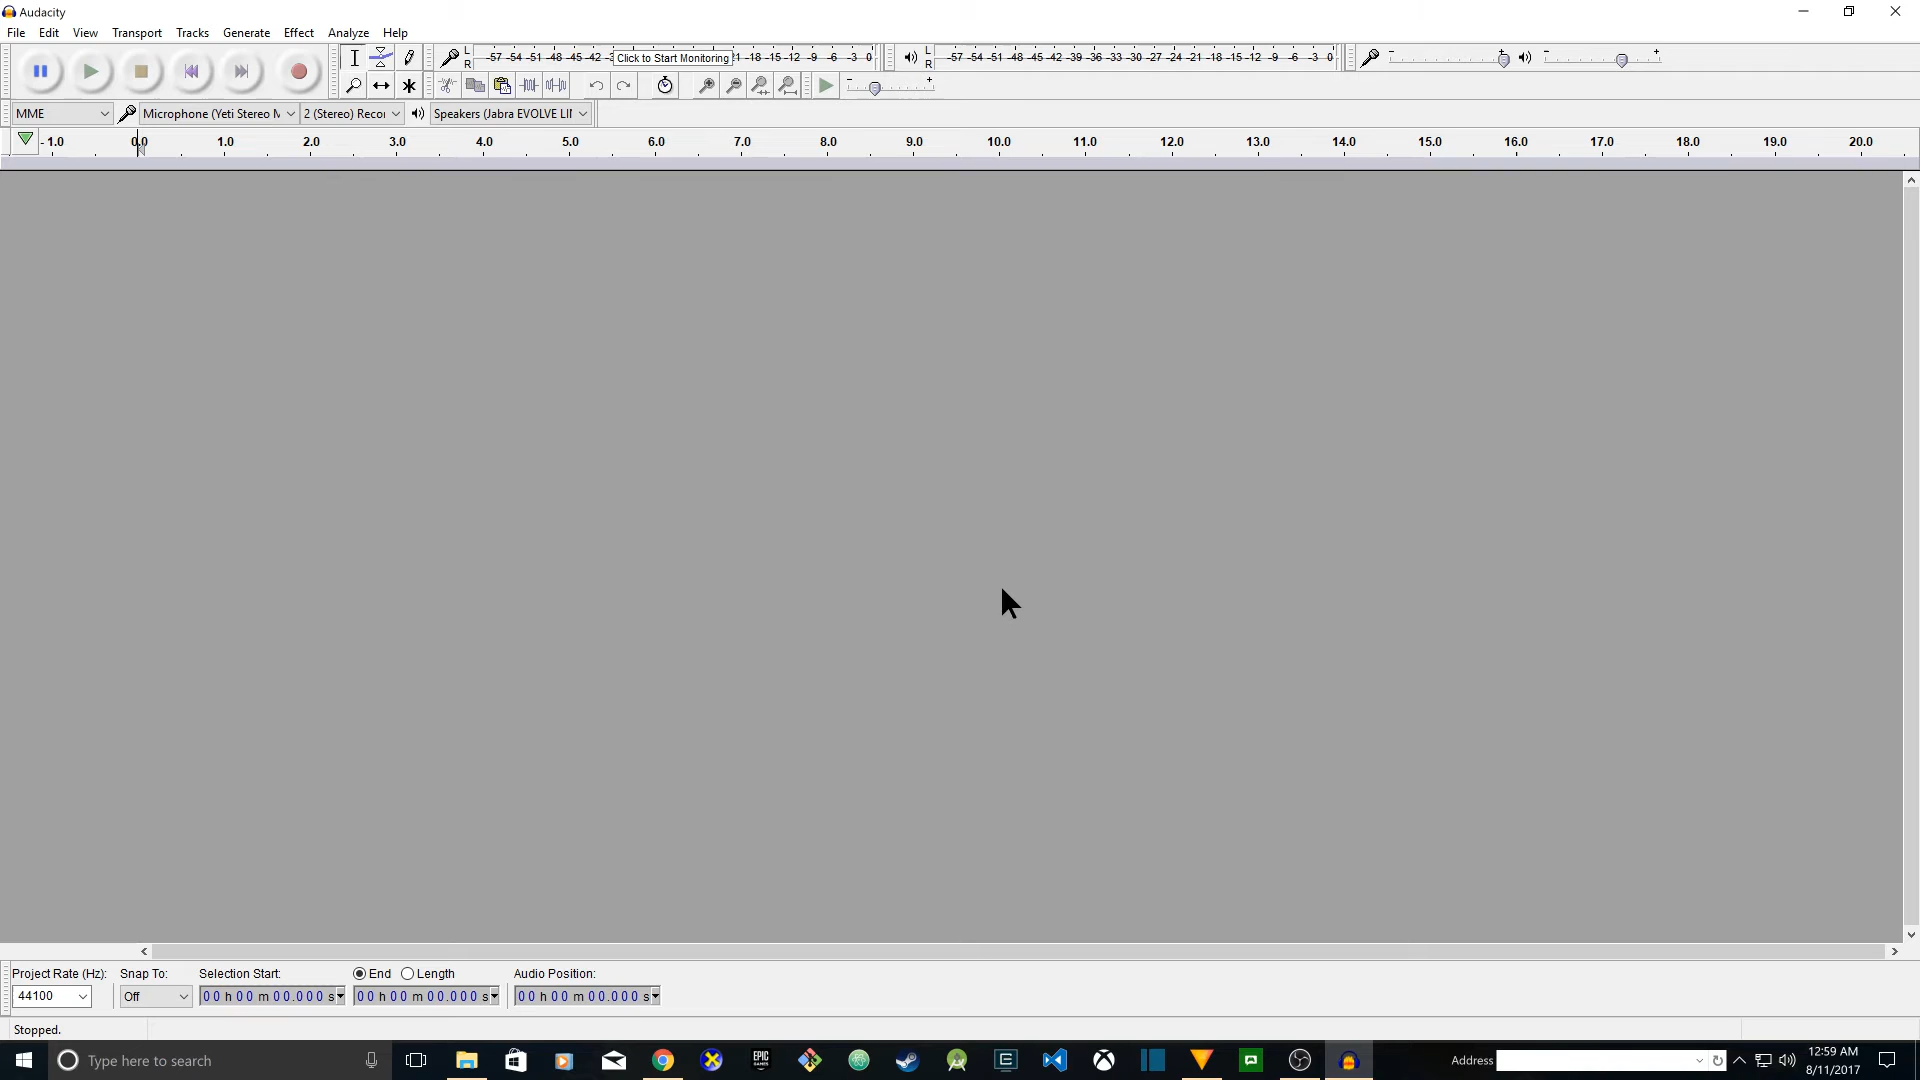 Audacity
File Edit View Transport Tracks Generate Effect Analyze Help
L
R
-57 -54 -51 -48 -45 -42 -3 Click to Start Monitoring 21 -18 -15 -12 -9 -6 -3 0
L
R
-57 -54 -51 -48 -45 -42 -39 -36 -33 -30 -27 -24 -21 -18 -15 -12 -9 -6 -3 0
- +
- +
- +
MME Microphone (Yeti Stereo M 2 (Stereo) Recor Speakers (Jabra EVOLVE LIN
- 1.0 0.0 1.0 2.0 3.0 4.0 5.0 6.0 7.0 8.0 9.0 10.0 11.0 12.0 13.0 14.0 15.0 16.0 17.0 18.0 19.0 20.0
Project Rate (Hz): Snap To: Selection Start: End Length Audio Position:
44100 Off 00 h 00 m 00.000 s 00 h 00 m 00.000 s 00 h 00 m 00.000 s
Stopped.
Type here to search
EPIC
GAMES
Address
12:59 AM
8/11/2017